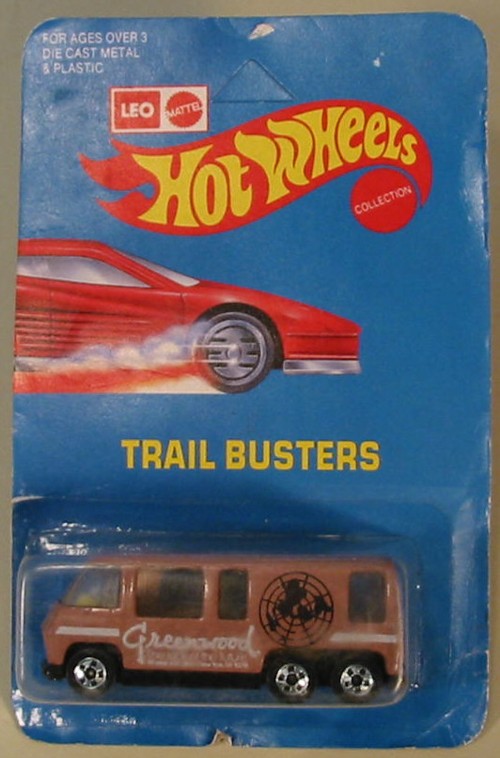 FOR AGES OVER 3
DIE CAST METAL
& PLASTIC
LEO MATTEL
HOT WHEELS
COLLECTION
TRAIL BUSTERS
Greenwood